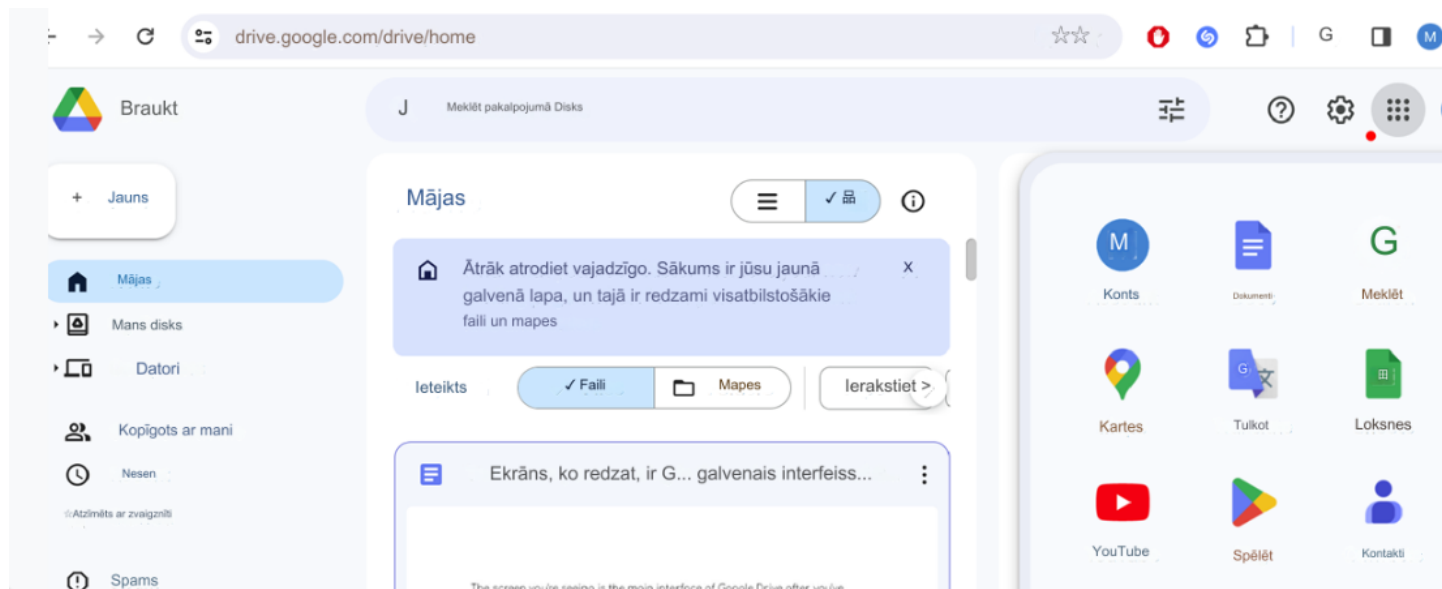 drive.google.com/drive/home
G
M
Braukt
J Meklēt pakalpojumā Disks
+ Jauns
Mājas
Mans disks
Datori
Kopīgots ar mani
Nesen
☆Atzīmēts ar zvaigznīti
Spams
Mājas
✓
Ātrāk atrodiet vajadzīgo. Sākums ir jūsu jaunā X
galvenā lapa, un tajā ir redzami visatbilstošākie
faili un mapes
Ieteikts ✓ Faili Mapes Ierakstiet >
Ekrāns, ko redzat, ir G... galvenais interfeiss...
The screen you're seeing is the main interface of Google Drive after you've
M G
Konts Dokumenti Meklēt
G
Kartes Tulkot Loksnes
YouTube Spēlēt Kontakti